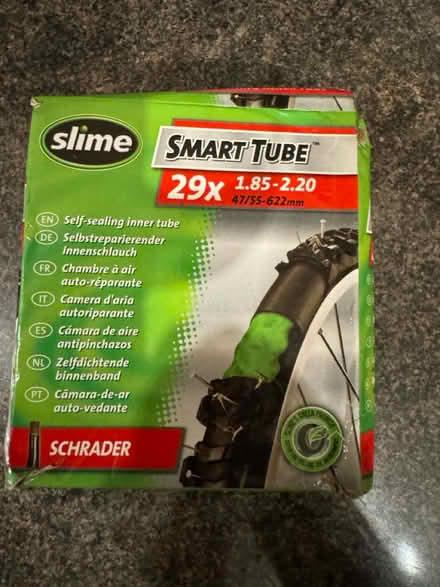 slime
SMART TUBE™
29x 1.85-2.20
47/55-622mm
EN Self-sealing inner tube
DE Selbstreparierender
Innenschlauch
FR Chambre à air
auto-réparante
IT Camera d'aria
autoriparante
ES Cámara de aire
antipinchazos
NL Zelfdichtende
binnenband
PT Câmara-de-ar
auto-vedante
SCHRADER